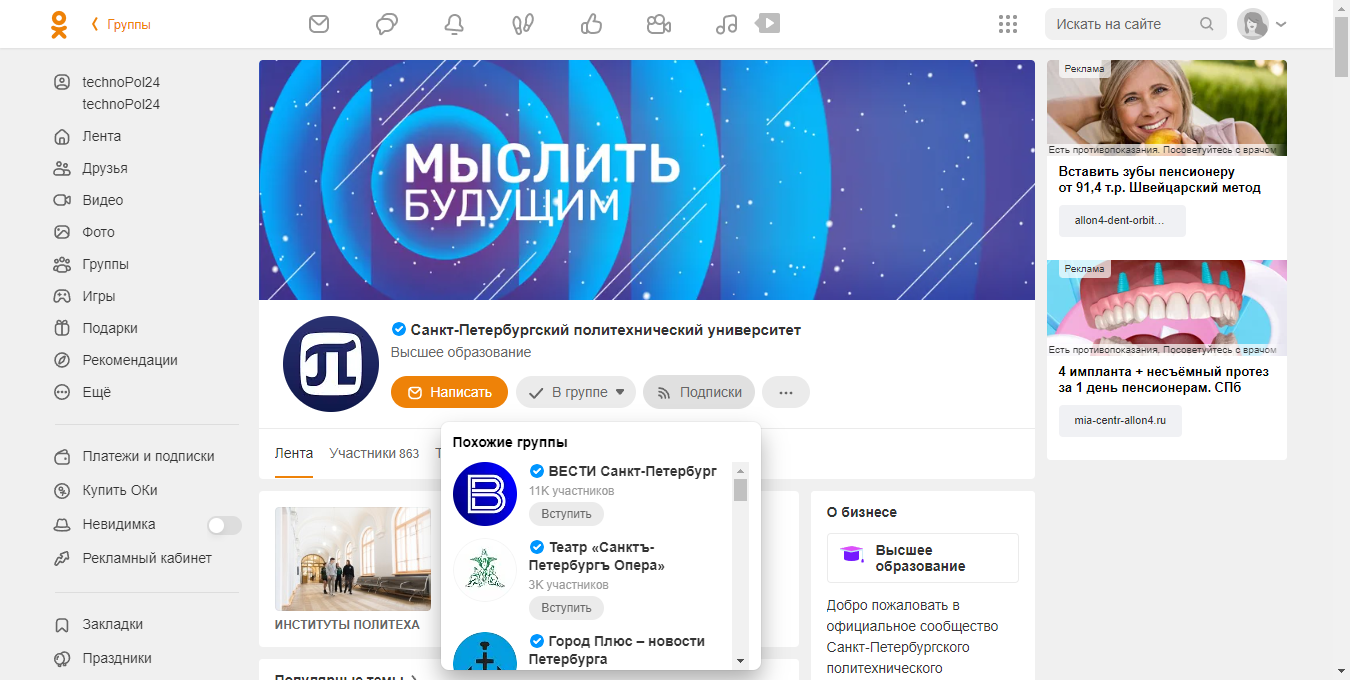 Группы
Искать на сайте
technoPol24
technoPol24
Лента
Друзья
Видео
Фото
Группы
Игры
Подарки
Рекомендации
Ещё
Платежи и подписки
Купить ОКи
Невидимка
Рекламный кабинет
Закладки
Праздники
МЫСЛИТЬ
БУДУЩИМ
Санкт-Петербургский политехнический университет
Высшее образование
Написать
В группе
Подписки
Лента
Участники 863
Похожие группы
ВЕСТИ Санкт-Петербург
11K участников
Вступить
Театр «Санктъ-
Петербургъ Опера»
3K участников
Вступить
Город Плюс – новости
Петербурга
ИНСТИТУТЫ ПОЛИТЕХА
Популярные темы
О бизнесе
Высшее
образование
Добро пожаловать в
официальное сообщество
Санкт-Петербургского
политехнического
Реклама
Есть противопоказания. Посоветуйтесь с врачом
Вставить зубы пенсионеру
от 91,4 т.р. Швейцарский метод
allon4-dent-orbit...
Реклама
Есть противопоказания. Посоветуйтесь с врачом
4 импланта + несъёмный протез
за 1 день пенсионерам. СПб
mia-centr-allon4.ru